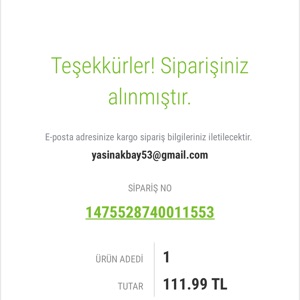 Teşekkürler! Siparişiniz
alınmıştır.
E-posta adresinize kargo sipariş bilgileriniz iletilecektir.
yasinakbay53@gmail.com
SİPARİŞ NO
1475528740011553
ÜRÜN ADEDİ 1
TUTAR 111.99 TL